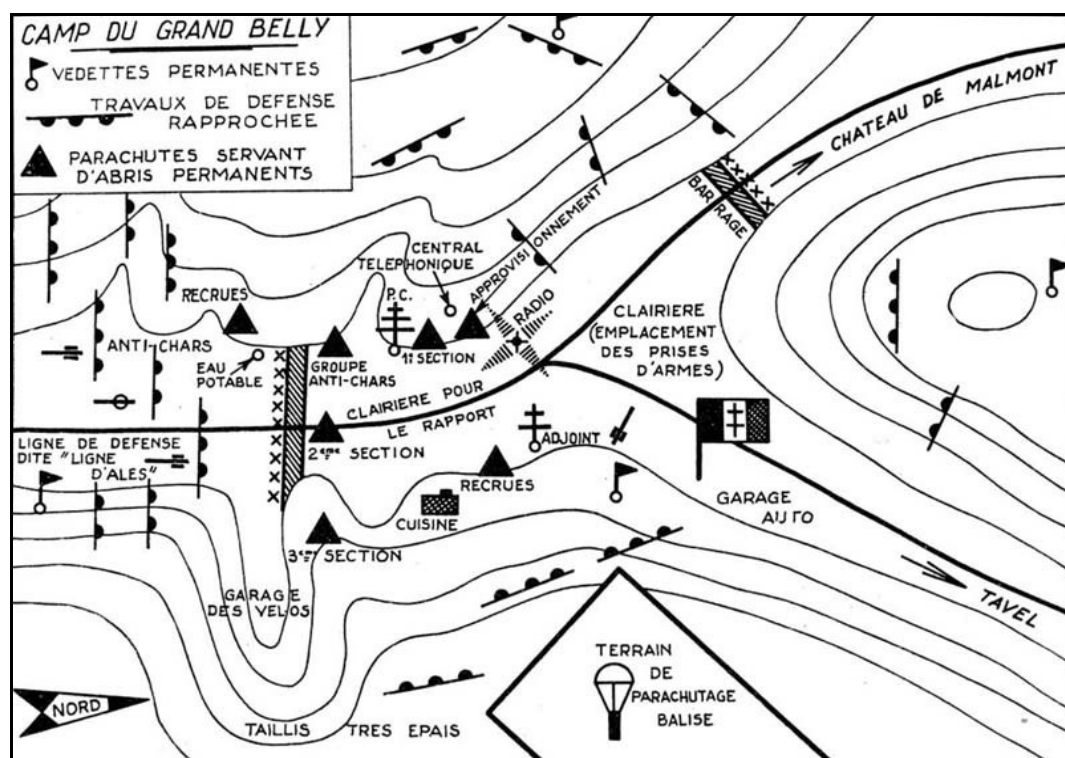 CAMP DU GRAND BELLY
VEDETTES PERMANENTES
TRAVAUX DE DEFENSE
RAPPROCHEE
PARACHUTES SERVANT
D'ABRIS PERMANENTS
CHATEAU DE MALMONT
BARRAGE
APPROVISIONNEMENT
CENTRAL
TELEPHONIQUE
RECRUES
P.C.
RADIO
CLAIRIERE
(EMPLACEMENT
DES PRISES
D'ARMES)
ANTI-CHARS
EAU
POTABLE
GROUPE
ANTI-CHARS
1e SECTION
CLAIRIERE POUR
LE RAPPORT
LIGNE DE DEFENSE
DITE "LIGNE
D'ALES"
2eme SECTION
ADJOINT
RECRUES
CUISINE
GARAGE
AUTO
3eme SECTION
TAVEL
GARAGE
DES VELOS
TERRAIN
DE
PARACHUTAGE
BALISE
NORD
TAILLIS TRES EPAIS